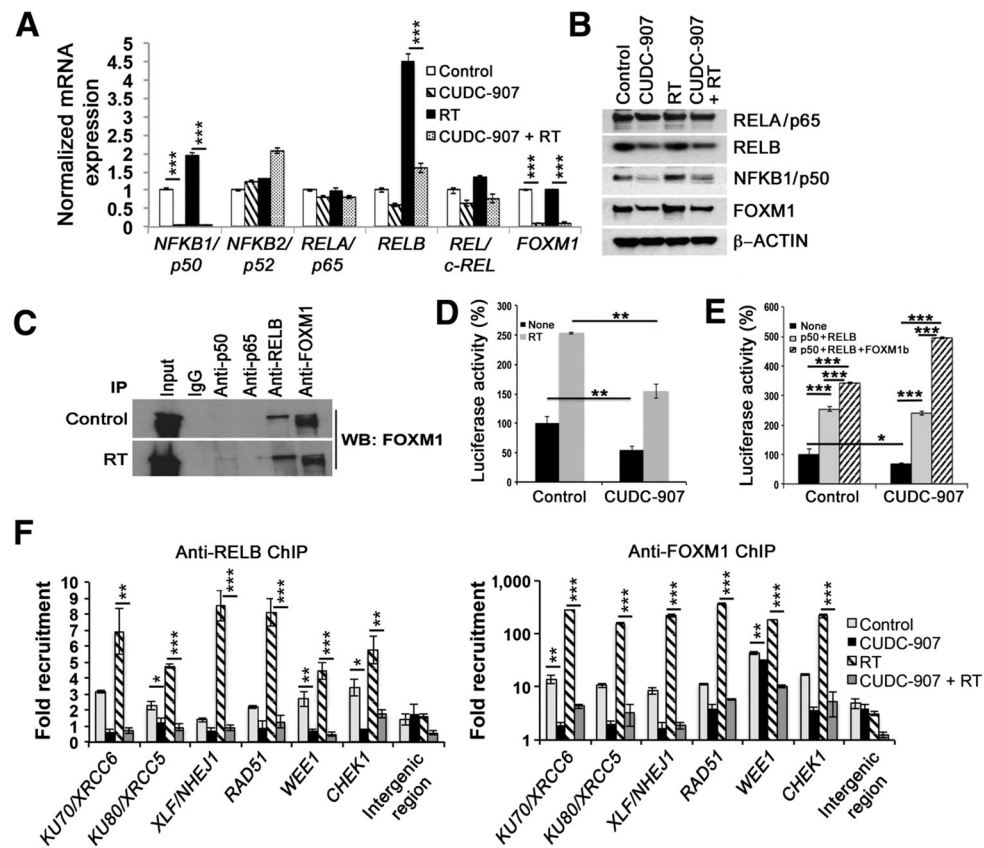 A
Normalized mRNA
expression
5
4.5
4
3.5
3
2.5
2
1.5
1
0.5
0
***
***
***
***
***
Control
CUDC-907
RT
CUDC-907 + RT
NFKB1/
p50
NFKB2/
p52
RELA/
p65
RELB
REL/
c-REL
FOXM1
B
Control
CUDC-907
RT
CUDC-907
+ RT
RELA/p65
RELB
NFKB1/p50
FOXM1
β-ACTIN
C
IP
Input
IgG
Anti-p50
Anti-p65
Anti-RELB
Anti-FOXM1
Control
RT
WB: FOXM1
D
Luciferase activity (%)
300
250
200
150
100
50
0
None
RT
**
**
Control
CUDC-907
E
Luciferase activity (%)
600
500
400
300
200
100
0
None
p50+RELB
p50+RELB+FOXM1b
***
***
***
*
***
***
***
Control
CUDC-907
F
Anti-RELB ChIP
Fold recruitment
10
9
8
7
6
5
4
3
2
1
0
**
*
***
***
***
**
***
*
**
KU70/XRCC6
KU80/XRCC5
XLF/NHEJ1
RAD51
WEE1
CHEK1
Intergenic
region
Anti-FOXM1 ChIP
Fold recruitment
1,000
100
10
1
**
***
***
***
***
**
***
***
Control
CUDC-907
RT
CUDC-907 + RT
KU70/XRCC6
KU80/XRCC5
XLF/NHEJ1
RAD51
WEE1
CHEK1
Intergenic
region